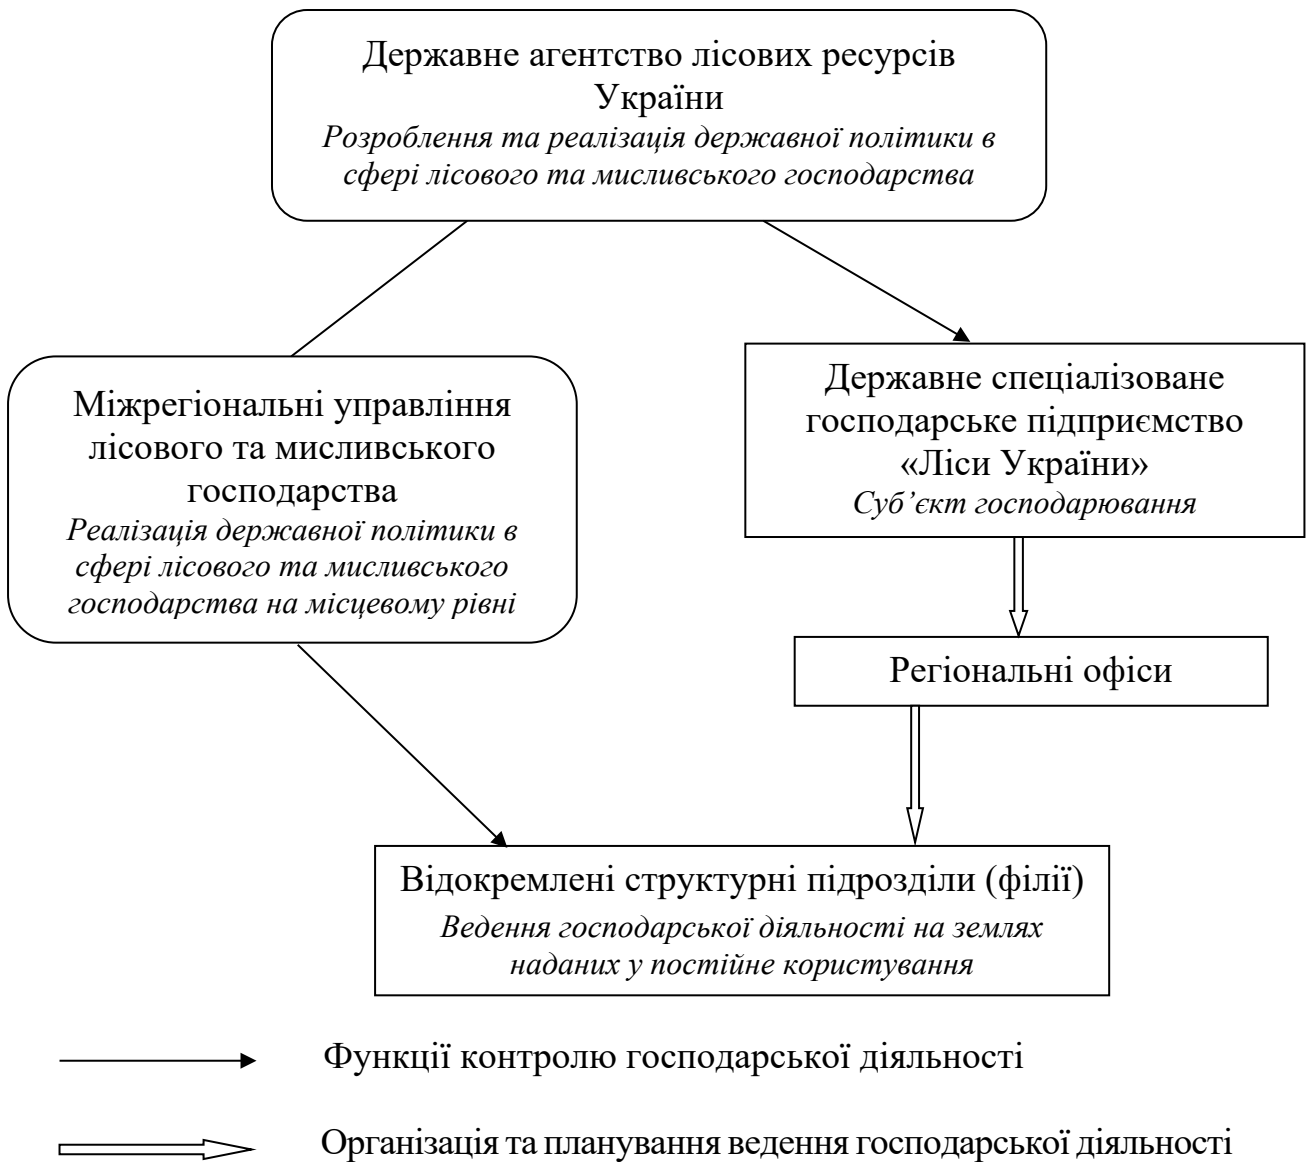 Державне агентство лісових ресурсів
України
Розроблення та реалізація державної політики в
сфері лісового та мисливського господарства
Міжрегіональні управління
лісового та мисливського
господарства
Реалізація державної політики в
сфері лісового та мисливського
господарства на місцевому рівні
Державне спеціалізоване
господарське підприємство
«Ліси України»
Суб’єкт господарювання
Регіональні офіси
Відокремлені структурні підрозділи (філії)
Ведення господарської діяльності на землях
наданих у постійне користування
Функції контролю господарської діяльності
Організація та планування ведення господарської діяльності